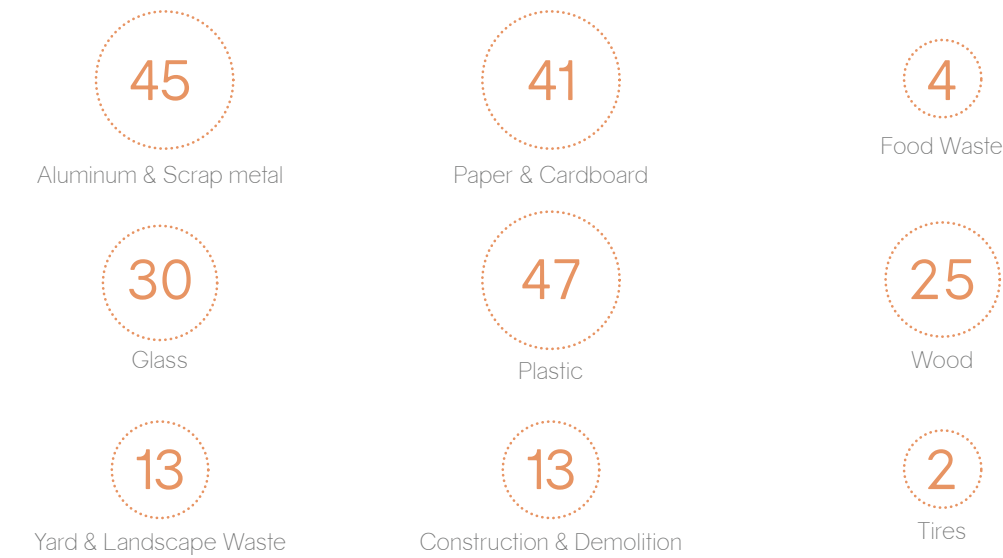 45
41
4
Aluminum & Scrap metal
Paper & Cardboard
Food Waste
30
47
25
Glass
Plastic
Wood
13
13
2
Yard & Landscape Waste
Construction & Demolition
Tires